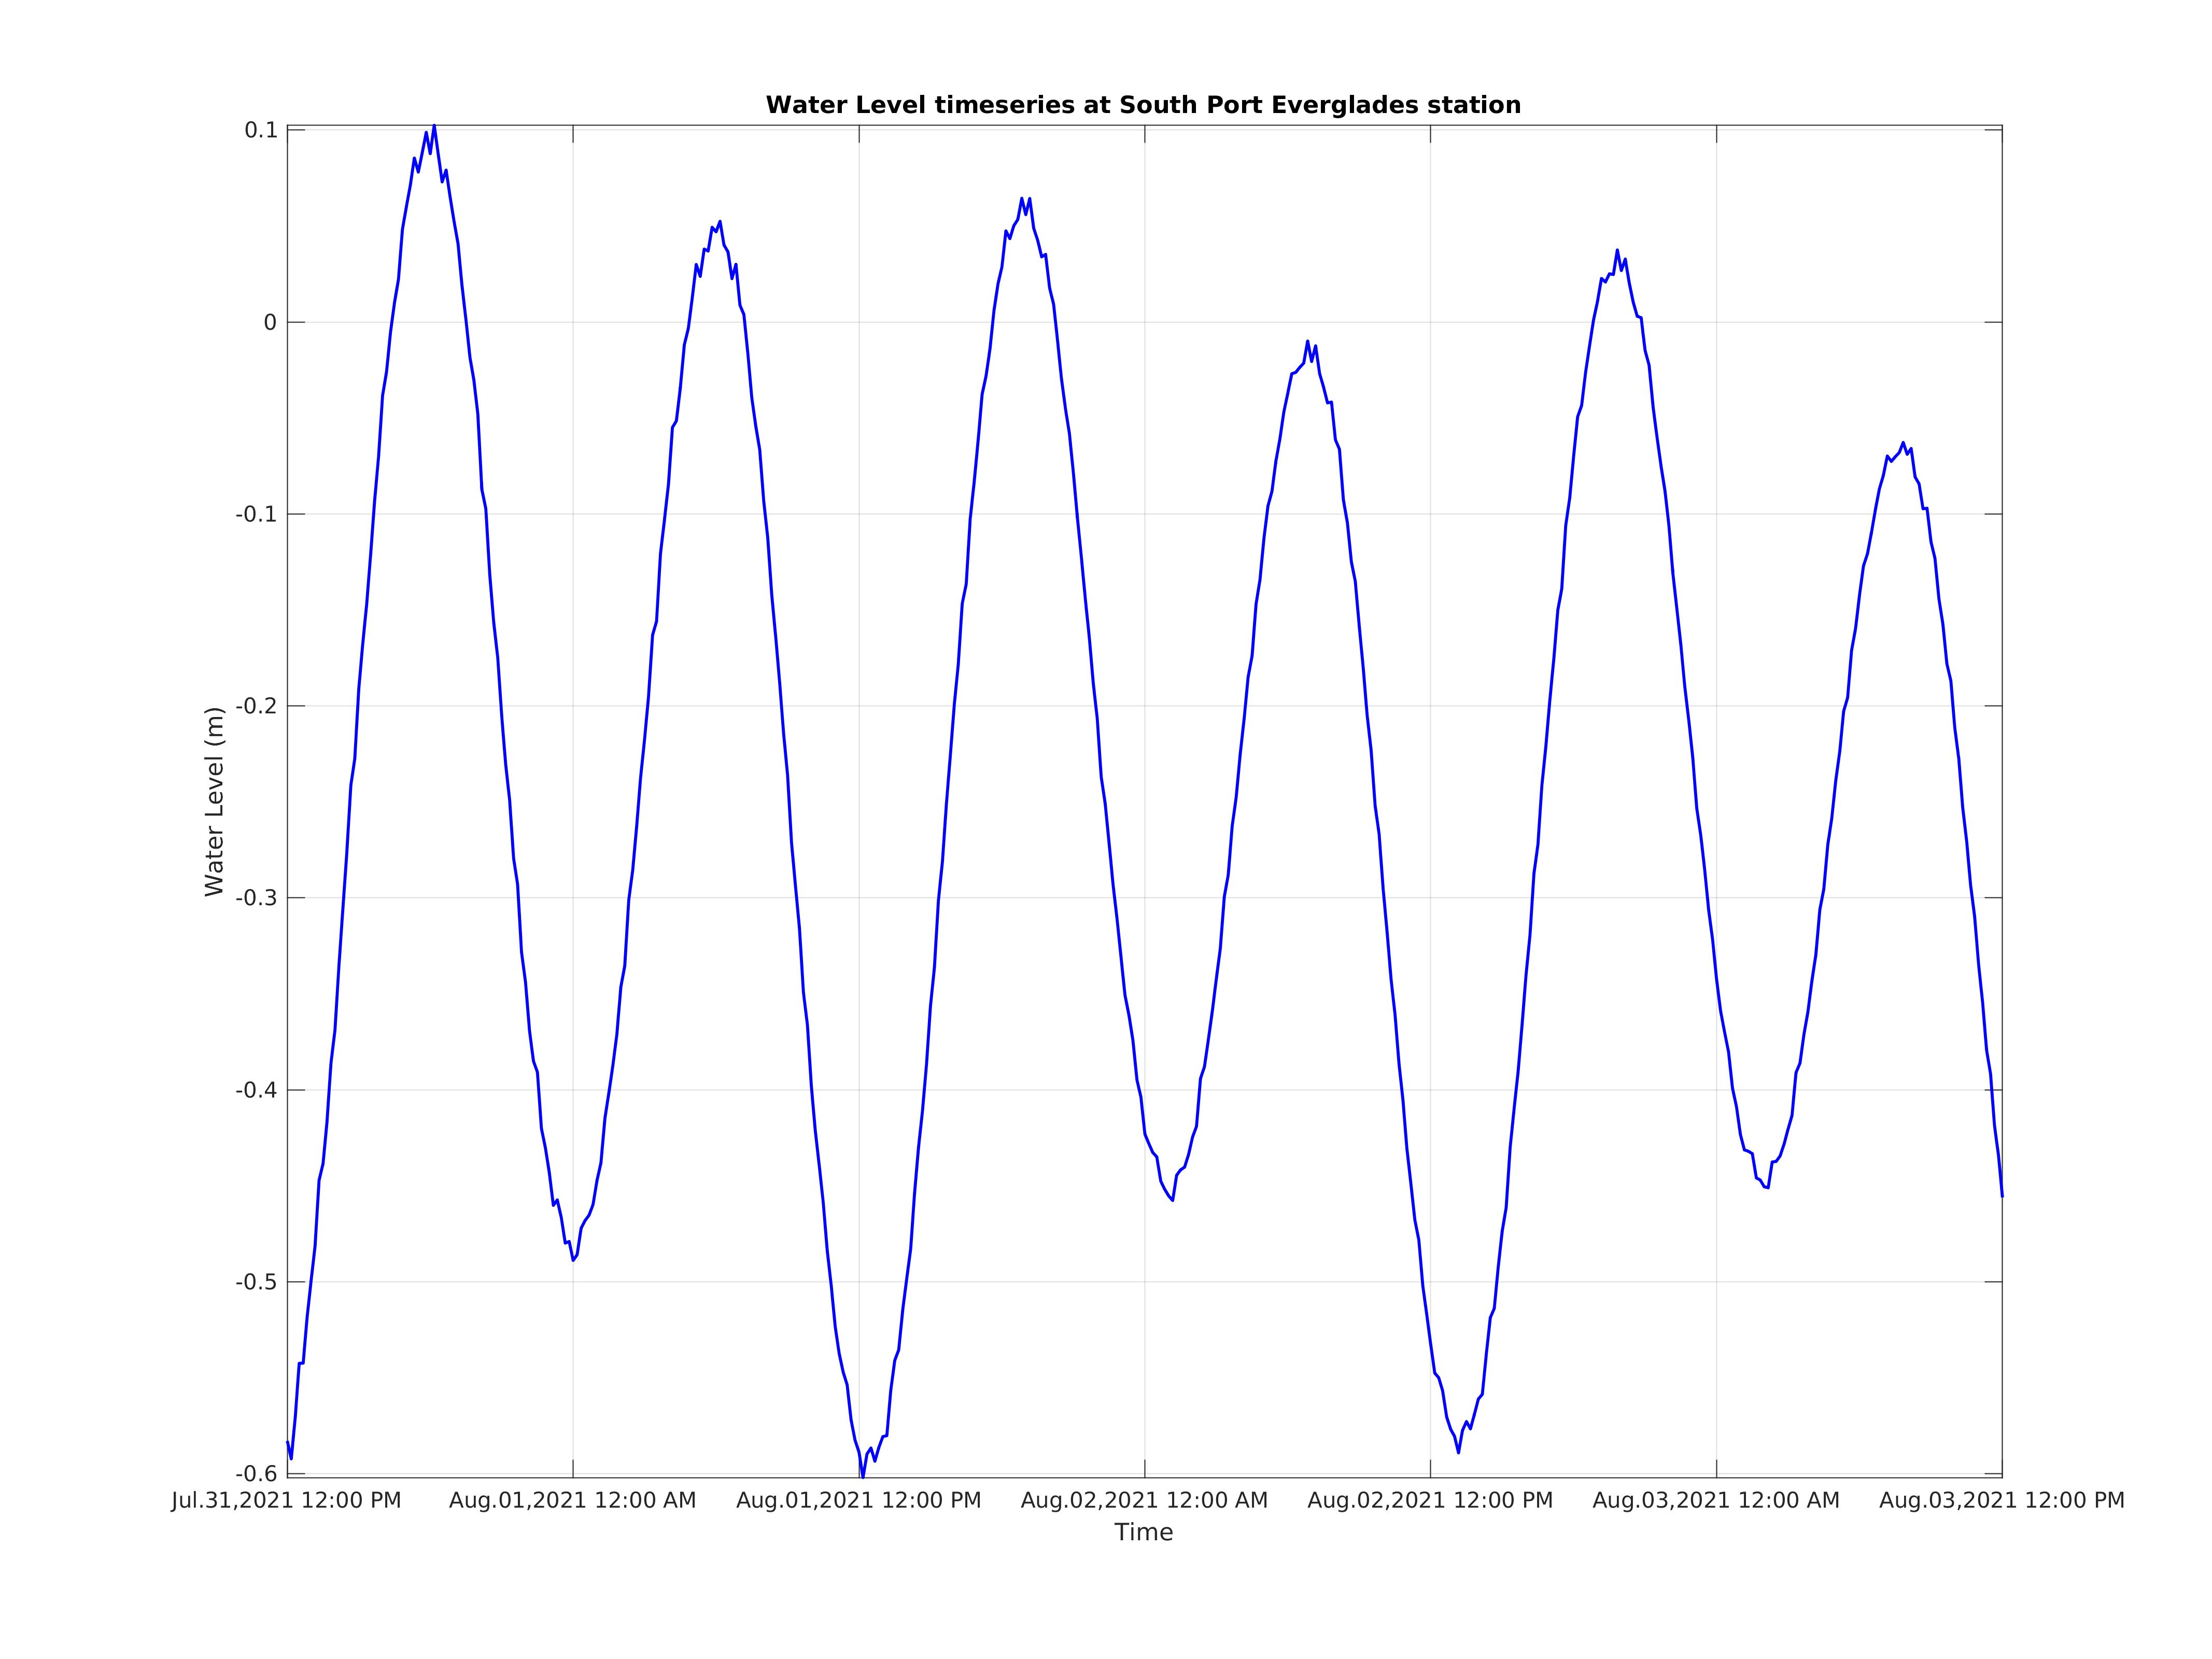 Water Level timeseries at South Port Everglades station
0.1
0
-0.1
-0.2
-0.3
-0.4
-0.5
-0.6
Water Level (m)
Jul.31,2021 12:00 PM
Aug.01,2021 12:00 AM
Aug.01,2021 12:00 PM
Aug.02,2021 12:00 AM
Aug.02,2021 12:00 PM
Aug.03,2021 12:00 AM
Aug.03,2021 12:00 PM
Time